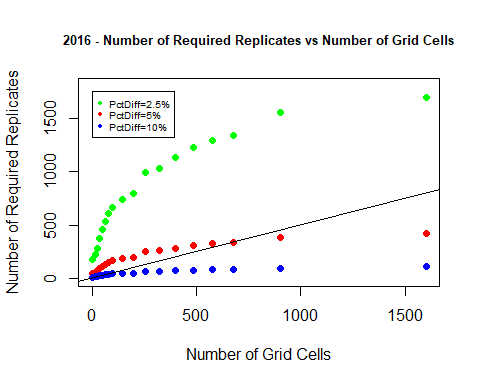 2016 - Number of Required Replicates vs Number of Grid Cells
Number of Required Replicates
1500
1000
500
0
PctDiff=2.5%
PctDiff=5%
PctDiff=10%
0 500 1000 1500
Number of Grid Cells